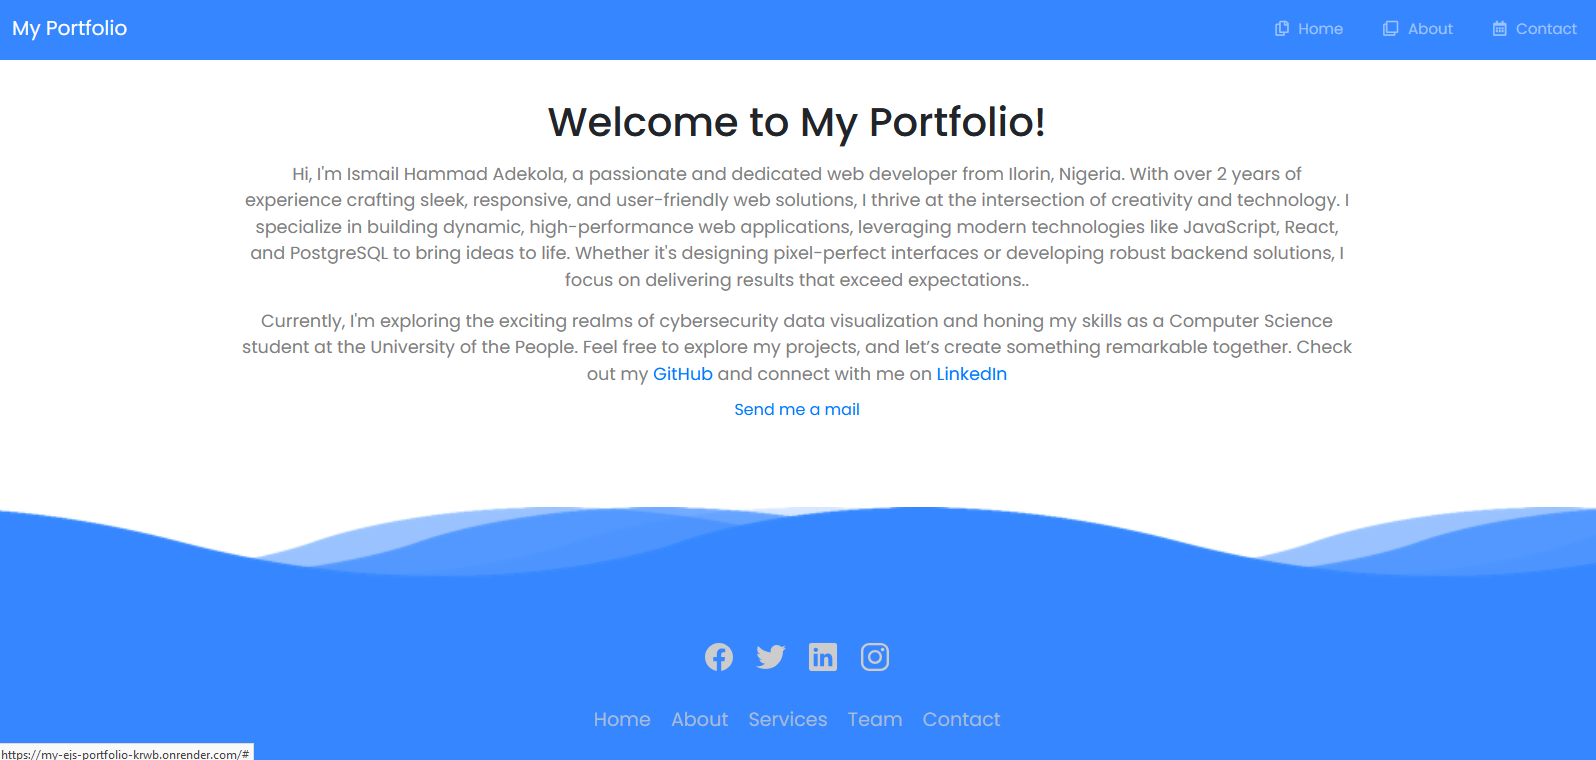 My Portfolio
Home About Contact
Welcome to My Portfolio!
Hi, I'm Ismail Hammad Adekola, a passionate and dedicated web developer from Ilorin, Nigeria. With over 2 years of
experience crafting sleek, responsive, and user-friendly web solutions, I thrive at the intersection of creativity and technology. I
specialize in building dynamic, high-performance web applications, leveraging modern technologies like JavaScript, React,
and PostgreSQL to bring ideas to life. Whether it's designing pixel-perfect interfaces or developing robust backend solutions, I
focus on delivering results that exceed expectations..
Currently, I'm exploring the exciting realms of cybersecurity data visualization and honing my skills as a Computer Science
student at the University of the People. Feel free to explore my projects, and let’s create something remarkable together. Check
out my GitHub and connect with me on LinkedIn
Send me a mail
Home About Services Team Contact
https://my-ejs-portfolio-krwb.onrender.com/#